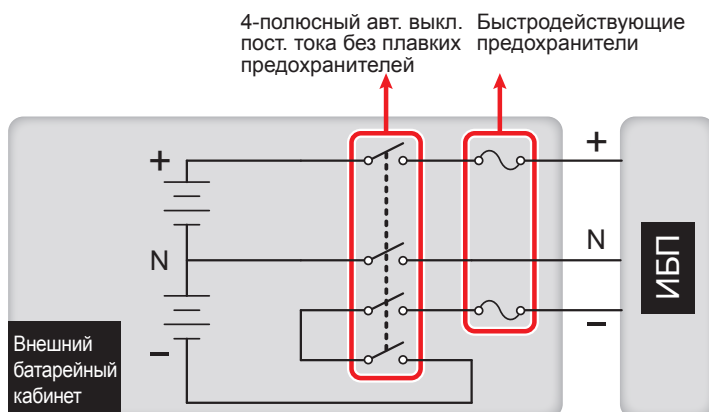 4-полюсный авт. выкл.
пост. тока без плавких
предохранителей
Быстродействующие
предохранители
+
+
N
N
−
−
ИБП
Внешний
батарейный
кабинет